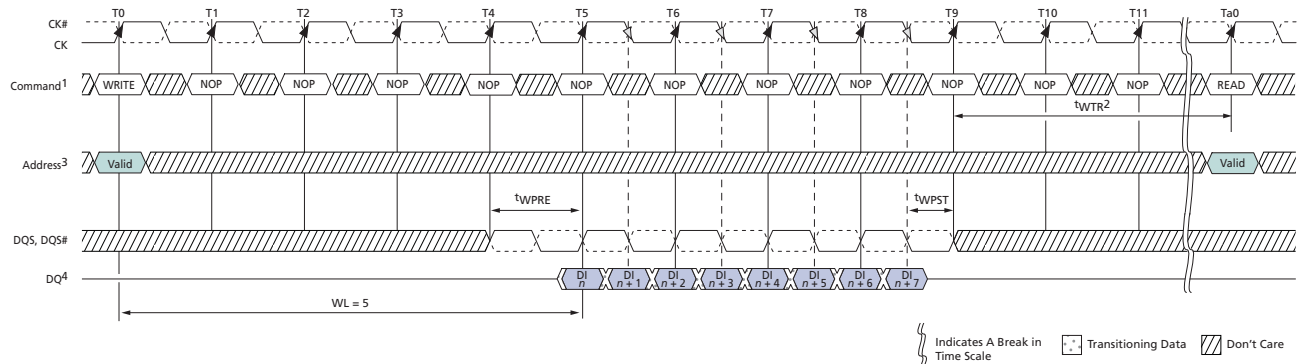 T0 T1 T2 T3 T4 T5 T6 T7 T8 T9 T10 T11 Ta0
CK#
CK
Command1 WRITE NOP NOP NOP NOP NOP NOP NOP NOP NOP NOP NOP READ
tWTR2
Address3 Valid Valid
tWPRE tWPST
DQS, DQS#
DQ4 DI n DI n + 1 DI n + 2 DI n + 3 DI n + 4 DI n + 5 DI n + 6 DI n + 7
WL = 5
Indicates A Break in
Time Scale
Transitioning Data
Don't Care